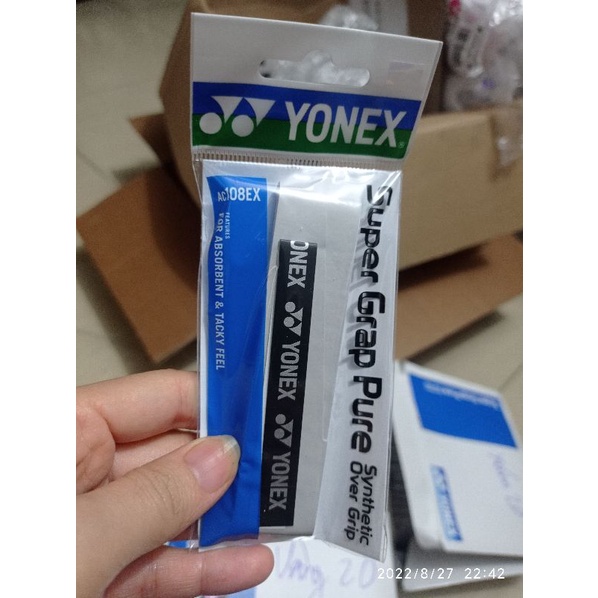 YONEX
AC108EX
FEATURES
FOR ABSORBENT & TACKY FEEL
ONEX YONEX YONEX
Super Grap Pure
Synthetic
Over Grip
2022/8/27 22:42